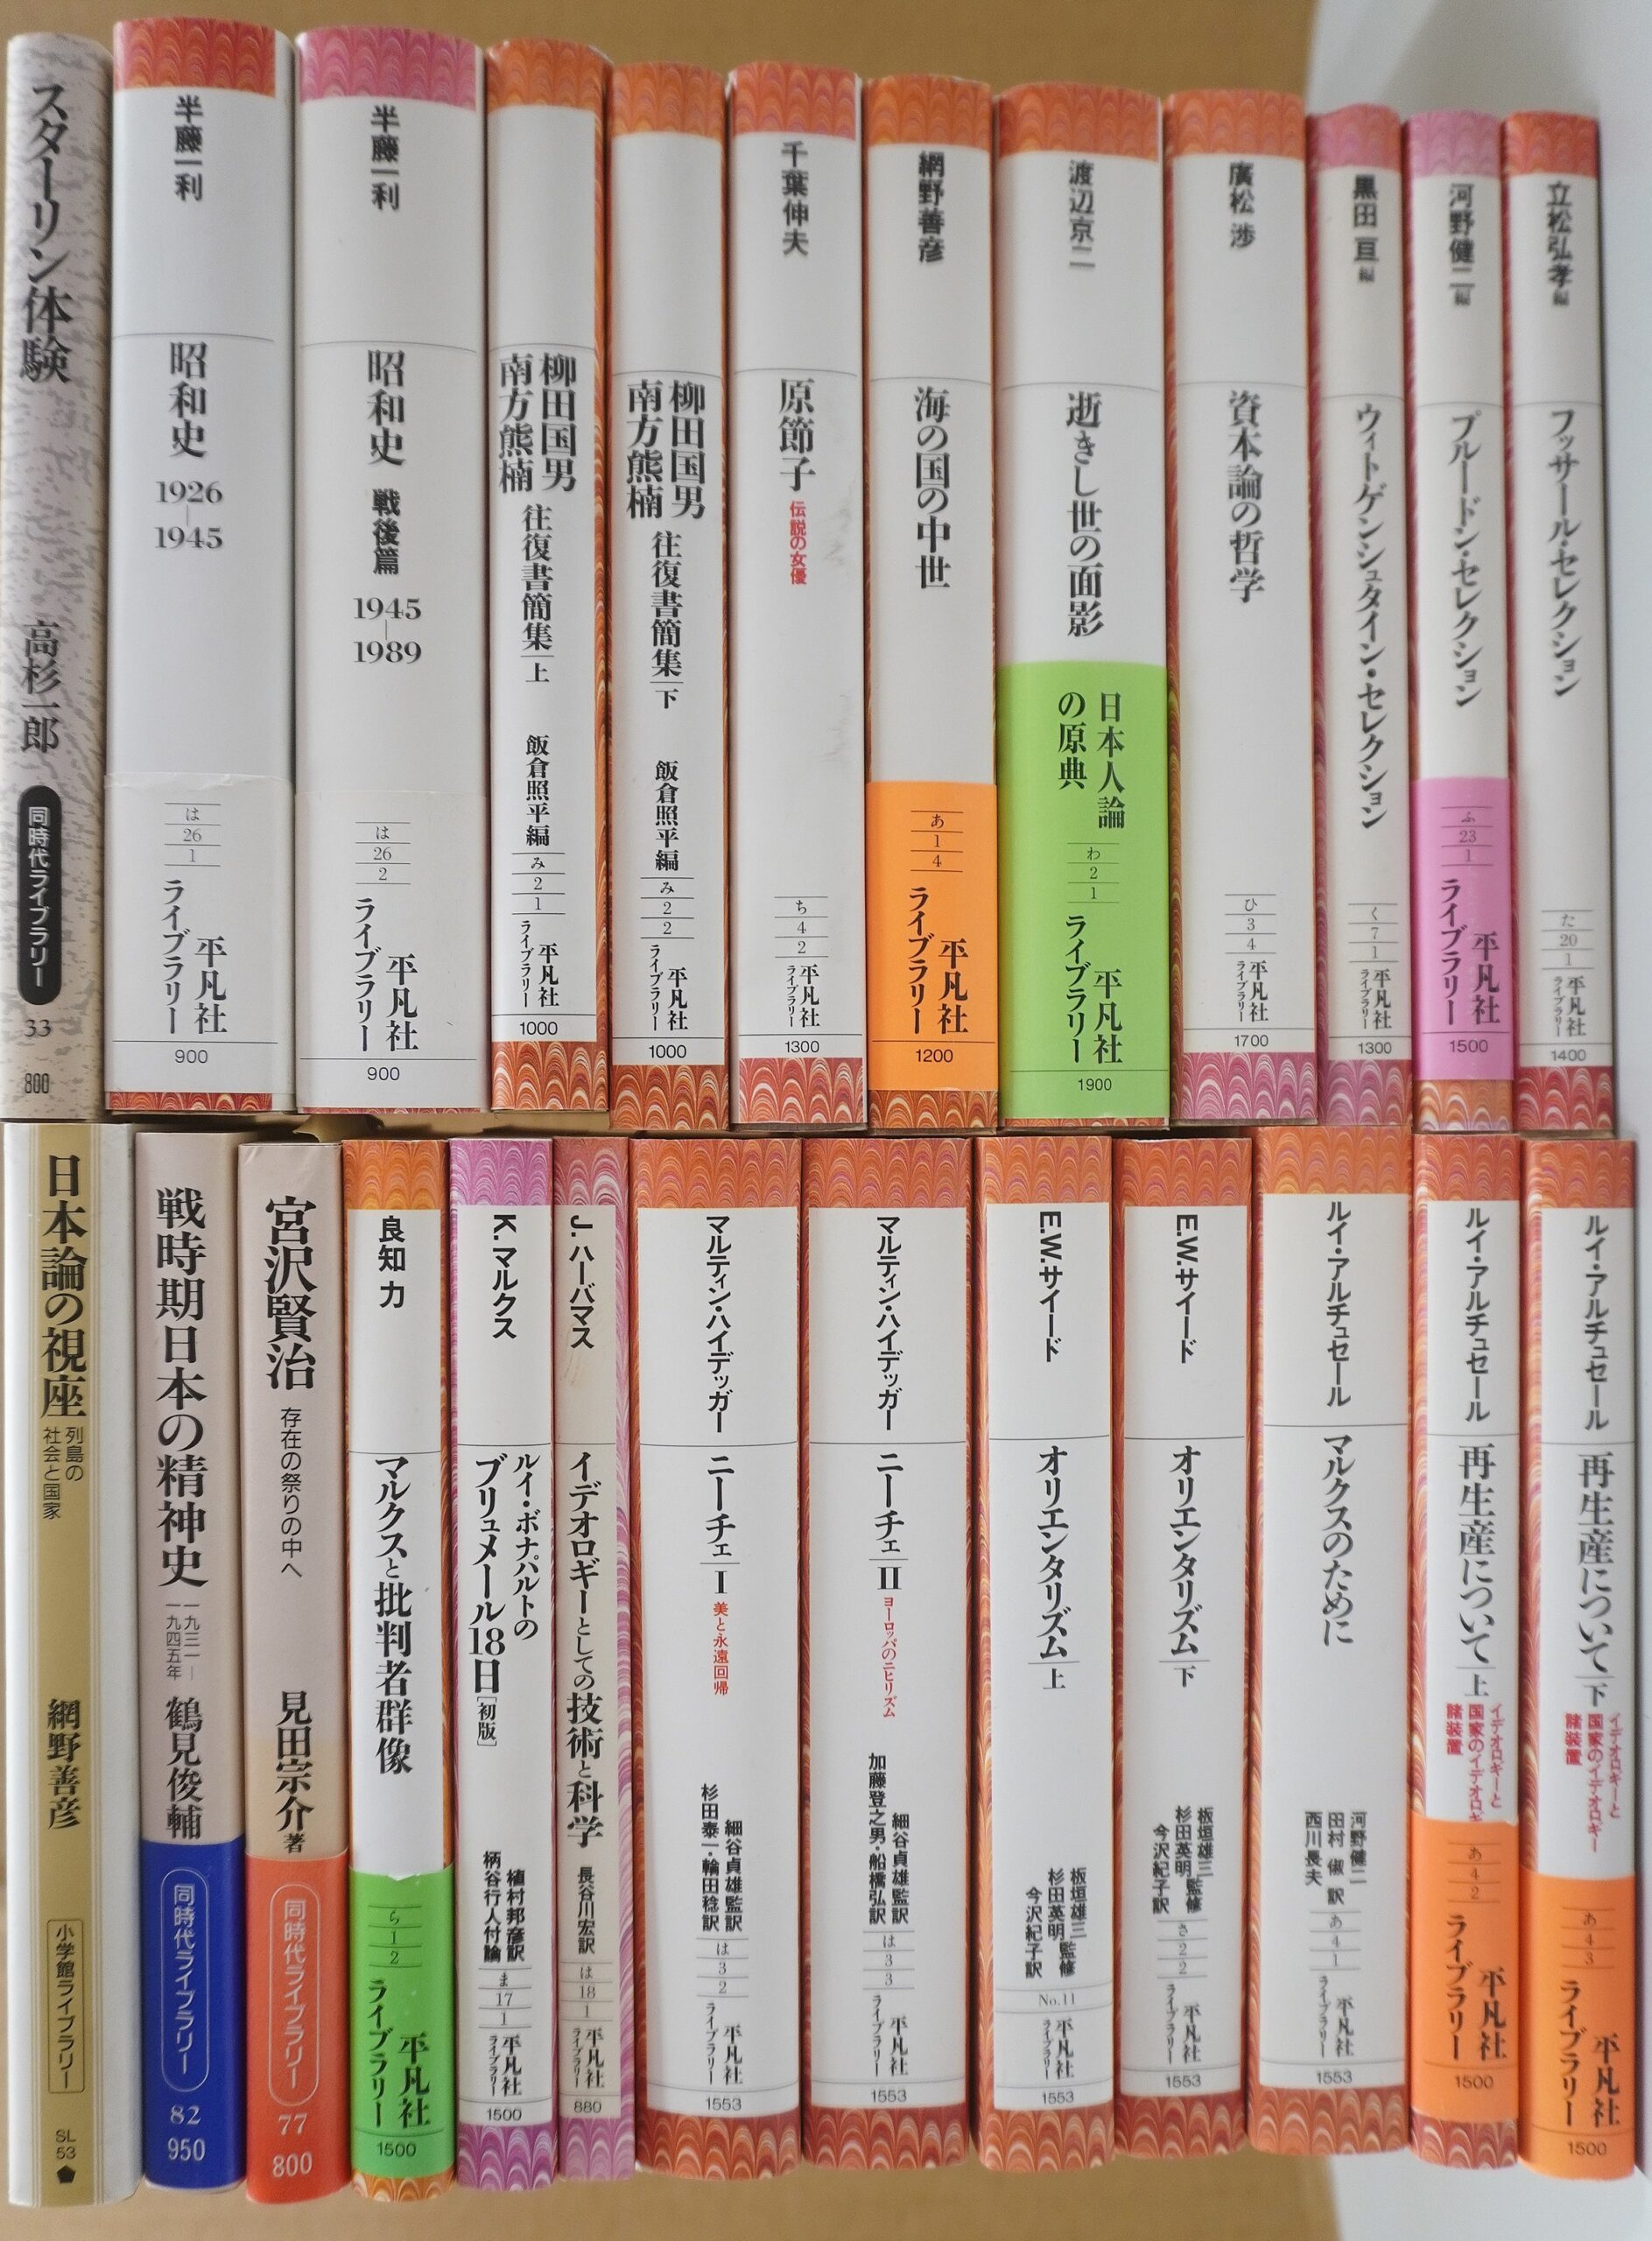 スターリン体験
高杉一郎
同時代ライブラリー
33
800
半藤一利
昭和史
1926
1945
は
26
1
平凡社
ライブラリー
900
半藤一利
昭和史
戦後篇
1945
1989
は
26
2
平凡社
ライブラリー
900
柳田国男
南方熊楠
往復書簡集 上
飯倉照平編
み
2
1
平凡社
ライブラリー
1000
柳田国男
南方熊楠
往復書簡集 下
飯倉照平編
み
2
2
平凡社
ライブラリー
1000
千葉伸夫
原節子
伝説の女優
ち
4
2
平凡社
ライブラリー
1300
網野善彦
海の国の中世
あ
1
4
平凡社
ライブラリー
1200
渡辺京二
逝きし世の面影
日本人論
の原典
わ
2
1
平凡社
ライブラリー
1900
廣松 渉
資本論の哲学
ひ
3
4
平凡社
ライブラリー
1700
黒田 亘 編
ウィトゲンシュタイン・セレクション
く
7
1
平凡社
ライブラリー
1300
河野健二 編
プルードン・セレクション
ふ
23
1
平凡社
ライブラリー
1500
立松弘孝 編
フッサール・セレクション
た
20
1
平凡社
ライブラリー
1400
日本論の視座
列島の
社会と国家
網野善彦
小学館ライブラリー
SL
53
戦時期日本の精神史
一九三一―
一九四五年
鶴見俊輔
同時代ライブラリー
82
950
宮沢賢治
存在の祭りの中へ
見田宗介 著
同時代ライブラリー
77
800
良知 力
マルクスと批判者群像
ら
1
2
平凡社
ライブラリー
1500
K.マルクス
ルイ・ボナパルトの
ブリュメール18日[初版]
植村邦彦訳
柄谷行人付論
ま
17
1
平凡社
ライブラリー
1500
J.ハーバマス
イデオロギーとしての技術と科学
長谷川宏訳
は
18
1
平凡社
ライブラリー
880
マルティン・ハイデッガー
ニーチェ I
美と永遠回帰
細谷貞雄監訳
杉田泰一・輪田稔訳
は
3
2
平凡社
ライブラリー
1553
マルティン・ハイデッガー
ニーチェ II
ヨーロッパのニヒリズム
細谷貞雄監訳
加藤登之男・船橋弘訳
は
3
3
平凡社
ライブラリー
1553
E.W.サイード
オリエンタリズム 上
板垣雄三
杉田英明 監修
今沢紀子訳
No.11
平凡社
ライブラリー
1553
E.W.サイード
オリエンタリズム 下
板垣雄三
杉田英明 監修
今沢紀子訳
さ
2
2
平凡社
ライブラリー
1553
ルイ・アルチュセール
マルクスのために
河野健二
田村 俶 訳
西川長夫
あ
4
1
平凡社
ライブラリー
1553
ルイ・アルチュセール
再生産について 上
イデオロギーと
国家のイデオロギ
諸装置
あ
4
2
平凡社
ライブラリー
1500
ルイ・アルチュセール
再生産について 下
イデオロギーと
国家のイデオロギー
諸装置
あ
4
3
平凡社
ライブラリー
1500